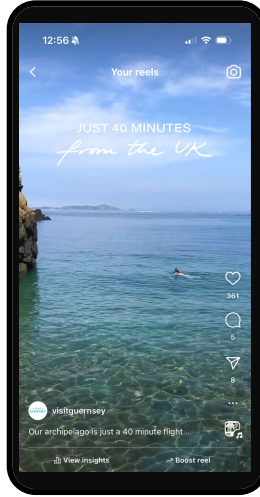 12:56
Your reels
JUST 40 MINUTES
from the UK
361
5
8
visitguernsey
Our archipelago is just a 40 minute flight ...
View insights
Boost reel